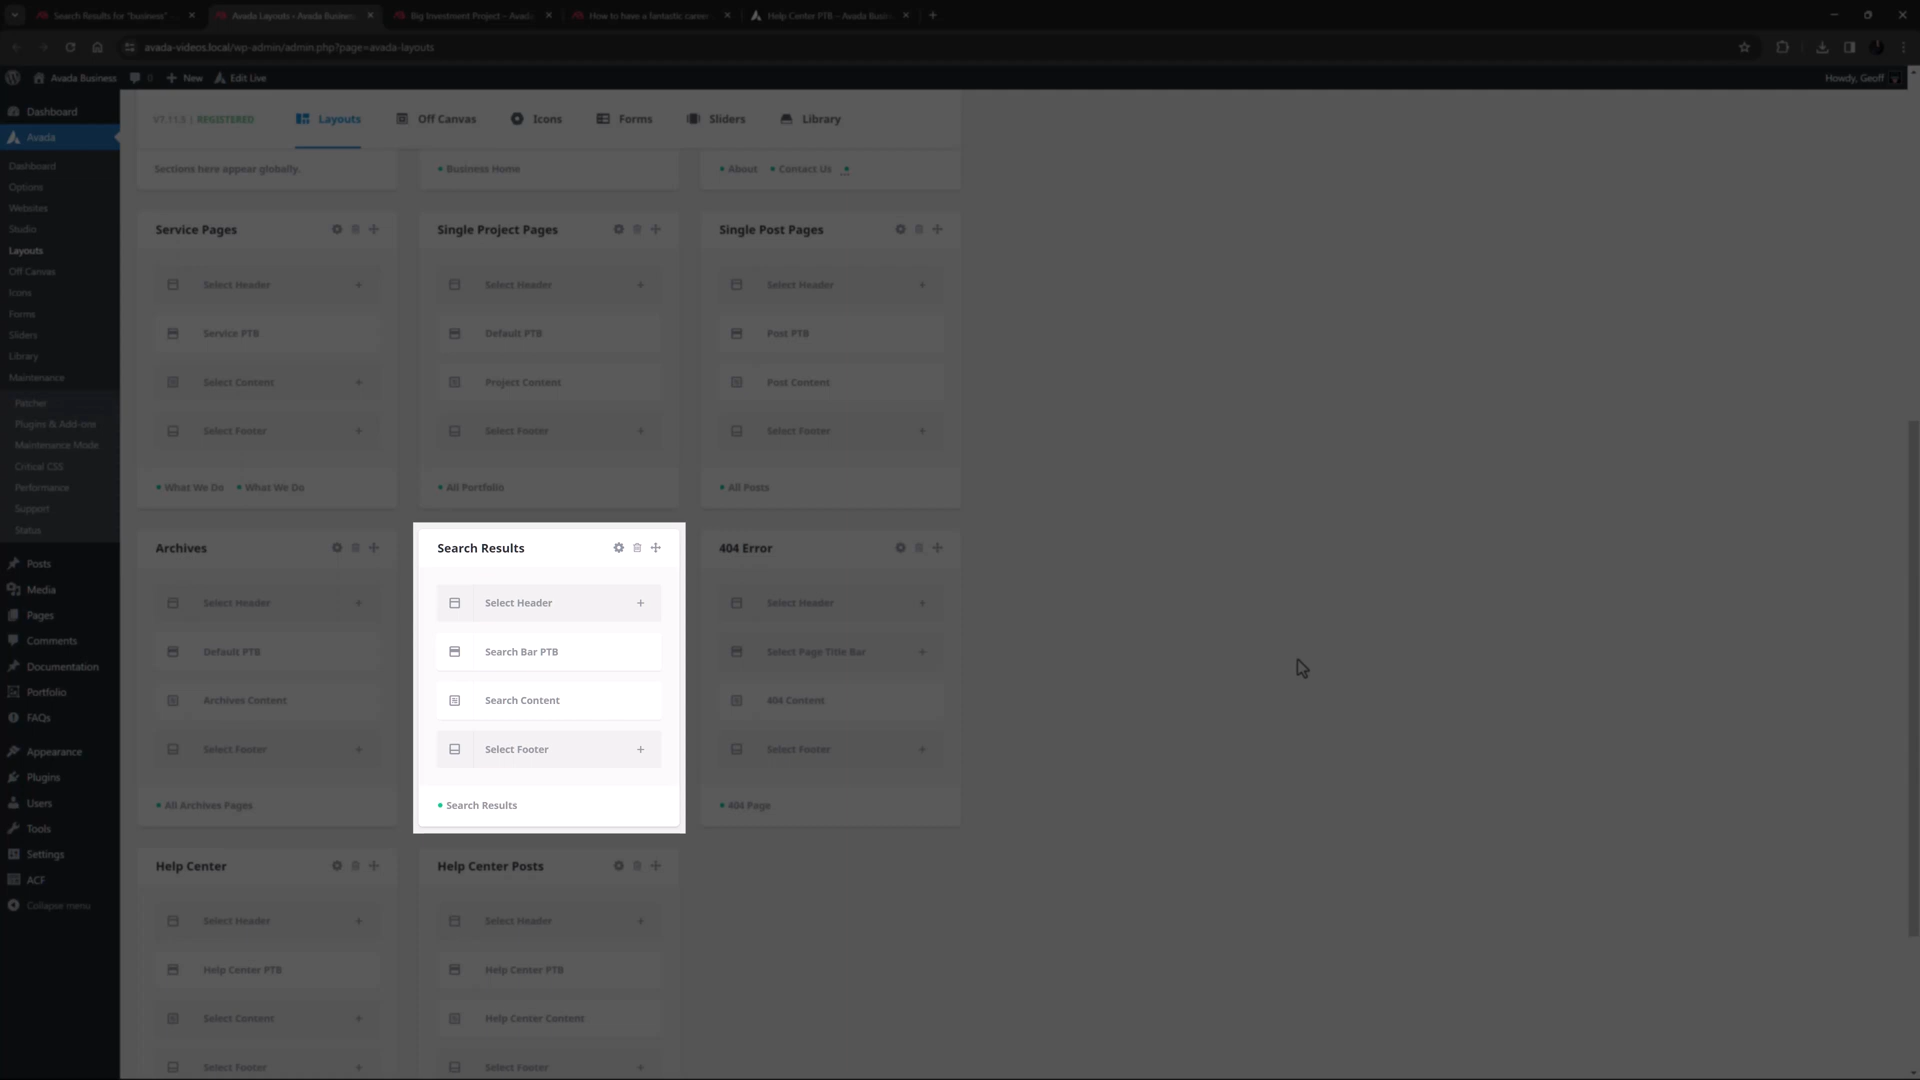 Search Results for "business"
Avada Layouts ‹ Avada Business
Big Investment Project – Avada
How to have a fantastic career
Help Center PTB – Avada Busin
avada-videos.local/wp-admin/admin.php?page=avada-layouts
Avada Business
0
New
Edit Live
Howdy, Geoff
Dashboard
Avada
Dashboard
Options
Websites
Studio
Layouts
Off Canvas
Icons
Forms
Sliders
Library
Maintenance
Patcher
Plugins & Add-ons
Maintenance Mode
Critical CSS
Performance
Support
Status
Posts
Media
Pages
Comments
Documentation
Portfolio
FAQs
Appearance
Plugins
Users
Tools
Settings
ACF
Collapse menu
V7.11.5 | REGISTERED
Layouts
Off Canvas
Icons
Forms
Sliders
Library
Sections here appear globally.
Business Home
About
Contact Us
Service Pages
Select Header +
Service PTB
Select Content +
Select Footer +
What We Do
What We Do
Single Project Pages
Select Header +
Default PTB
Project Content
Select Footer +
All Portfolio
Single Post Pages
Select Header +
Post PTB
Post Content
Select Footer +
All Posts
Archives
Select Header +
Default PTB
Archives Content
Select Footer +
All Archives Pages
Search Results
Select Header +
Search Bar PTB
Search Content
Select Footer +
Search Results
404 Error
Select Header +
Select Page Title Bar +
404 Content
Select Footer +
404 Page
Help Center
Select Header +
Help Center PTB
Select Content +
Select Footer +
Help Center Posts
Select Header +
Help Center PTB
Help Center Content
Select Footer +